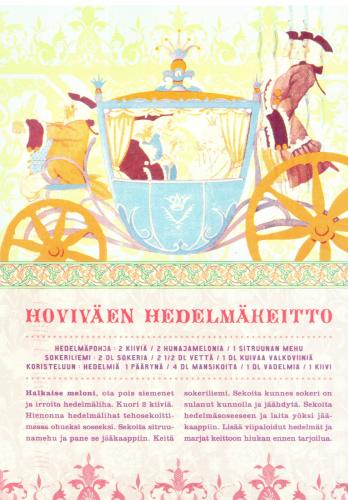 HOVIVÄEN HEDELMÄKEITTO
HEDELMÄPOHJA: 2 KIIVIÄ / 2 HUNAJAMELONIA / 1 SITRUUNAN MEHU
SOKERILIEMI: 2 DL SOKERIA / 2 1/2 DL VETTÄ / 1 DL KUIVAA VALKOVIINIÄ
KORISTELUUN: HEDELMIÄ 1 PÄÄRYNÄ / 4 DL MANSIKOITA / 1 DL VADELMIA / 1 KIIVI
Halkaise meloni, ota pois siemenet
ja irroita hedelmäliha. Kuori 2 kiiviä.
Hienonna hedelmälihat tehosekoitti-
messa ohueksi soseeksi. Sekoita sitruu-
namehu ja pane se jääkaappiin. Keitä
sokeriliemi. Sekoita kunnes sokeri on
sulanut kunnolla ja jäähdytä. Sekoita
hedelmäsoseeseen ja laita yöksi jää-
kaappiin. Lisää viipaloidut hedelmät ja
marjat keittoon hiukan ennen tarjoilua.